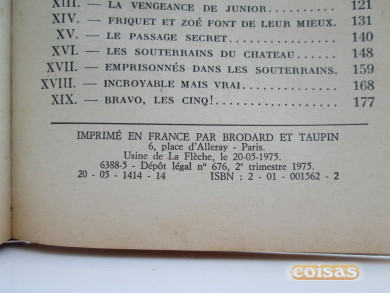 XIII. — LA VENGEANCE DE JUNIOR. . . . . . . . . . 121
XIV. — FRIQUET ET ZOÉ FONT DE LEUR MIEUX. 131
XV. — LE PASSAGE SECRET . . . . . . . . . . . . . . . 140
XVI. — LES SOUTERRAINS DU CHATEAU . . . . . . . 148
XVII. — EMPRISONNÉS DANS LES SOUTERRAINS. 159
XVIII. — INCROYABLE MAIS VRAI . . . . . . . . . . . . 168
XIX. — BRAVO, LES CINQ! . . . . . . . . . . . . . . . . 177
IMPRIMÉ EN FRANCE PAR BRODARD ET TAUPIN
6, place d'Alleray - Paris.
Usine de La Flèche, le 20-05-1975.
6388-5 - Dépôt légal nº 676, 2ᵉ trimestre 1975.
20 - 05 - 1414 - 14 ISBN : 2 - 01 - 001562 - 2
coisas